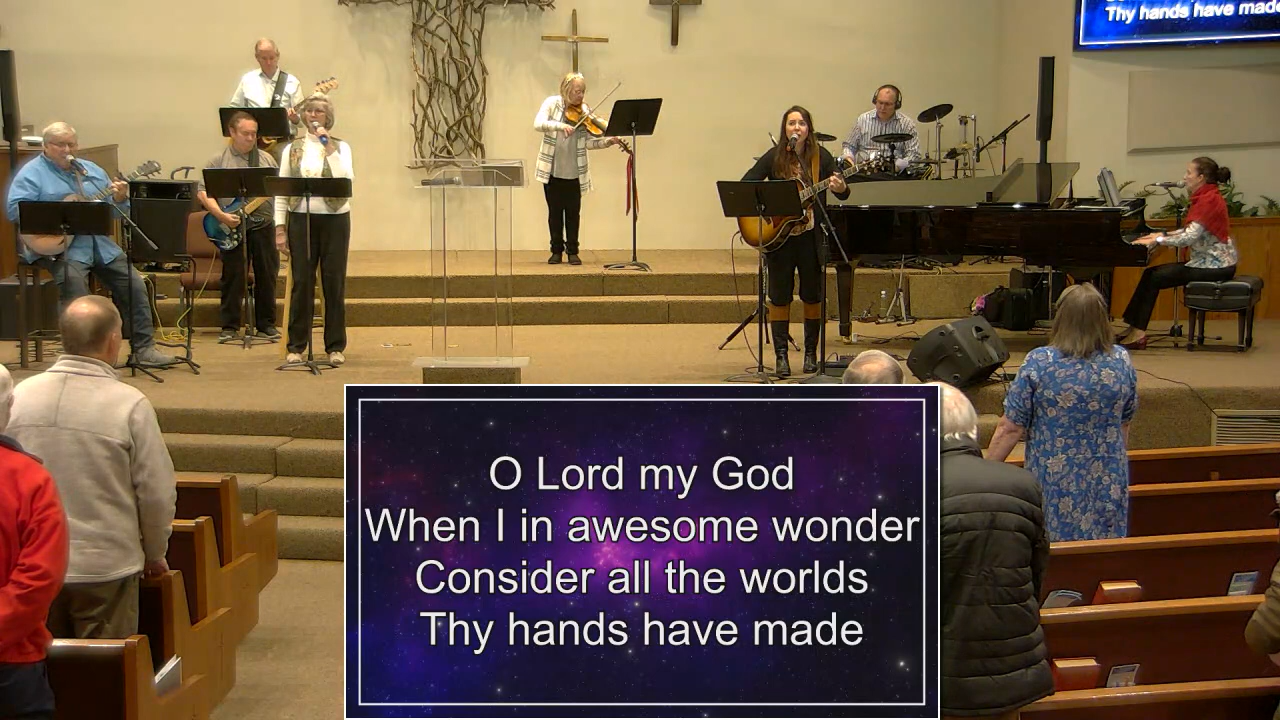 Thy hands have made
O Lord my God
When I in awesome wonder
Consider all the worlds
Thy hands have made